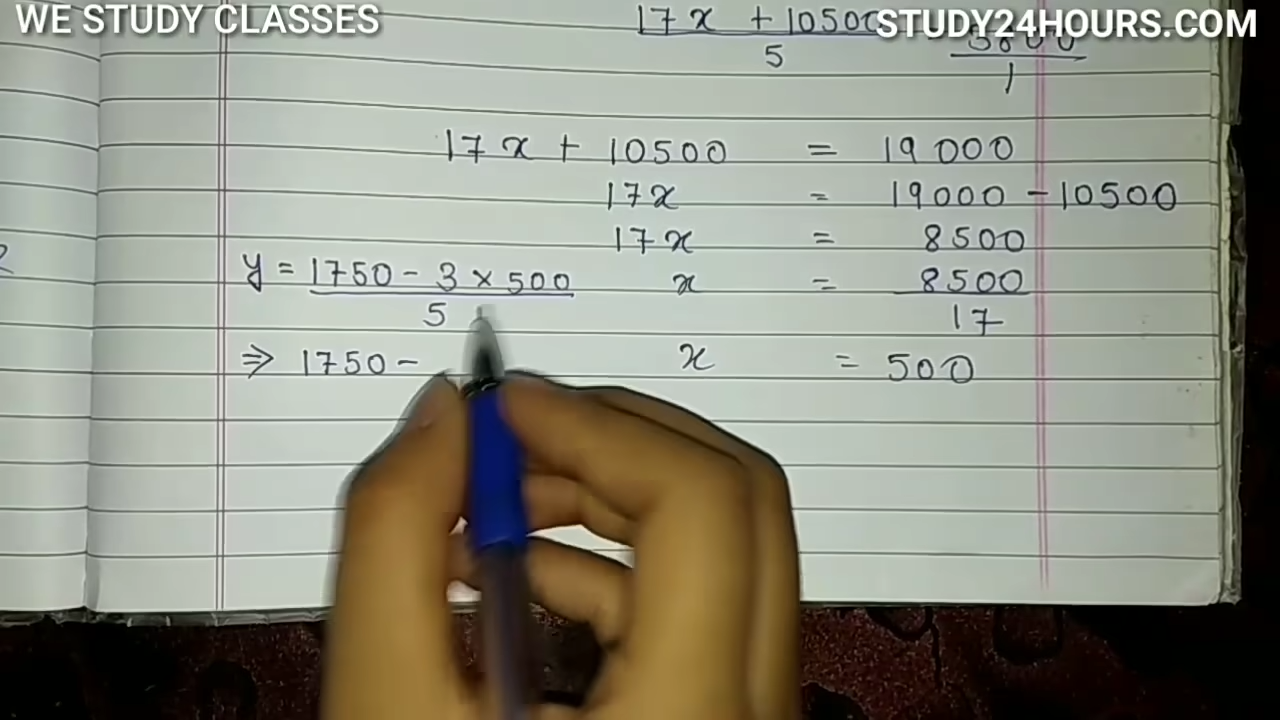 WE STUDY CLASSES
STUDY24HOURS.COM
17x + 10500
5
1
17x + 10500 = 19000
17x = 19000 - 10500
17x = 8500
y = 1750 - 3 × 500
5
x = 8500
17
⇒ 1750 -
x = 500